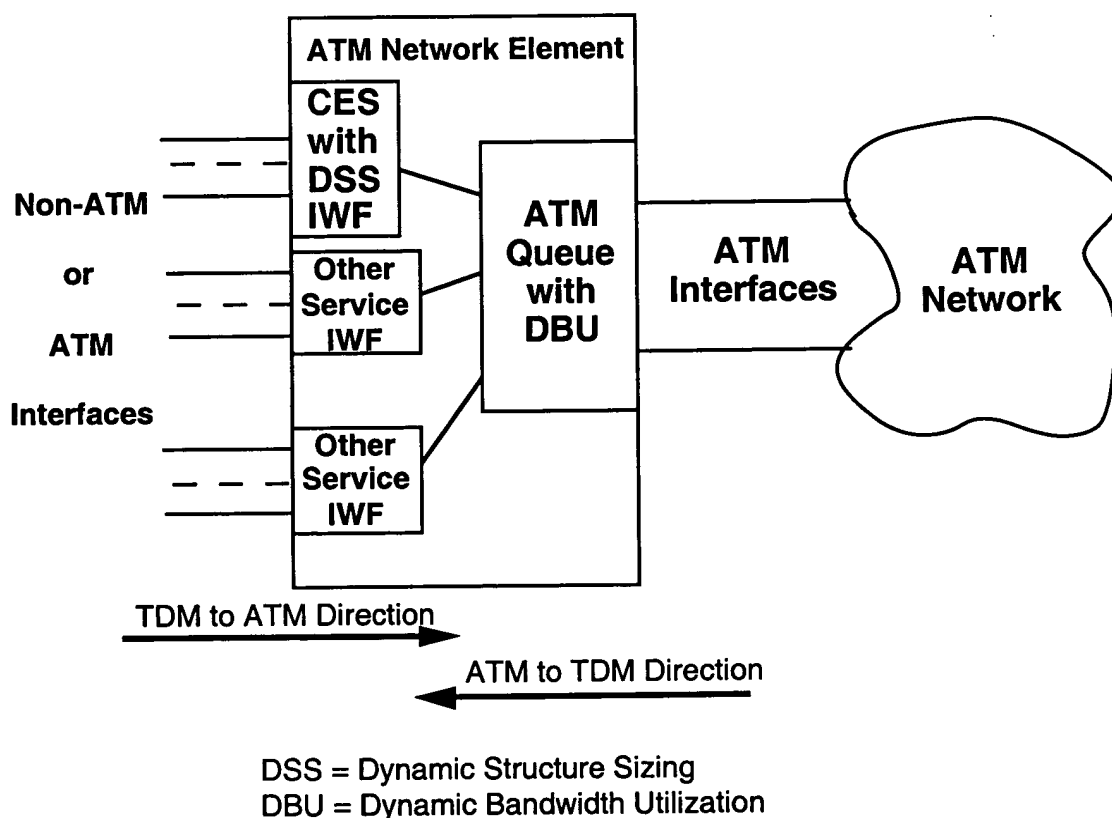 ATM Network Element
CES
with
DSS
IWF
Non-ATM
or
ATM
Interfaces
Other
Service
IWF
Other
Service
IWF
ATM
Queue
with
DBU
ATM
Interfaces
ATM
Network
TDM to ATM Direction
ATM to TDM Direction
DSS = Dynamic Structure Sizing
DBU = Dynamic Bandwidth Utilization